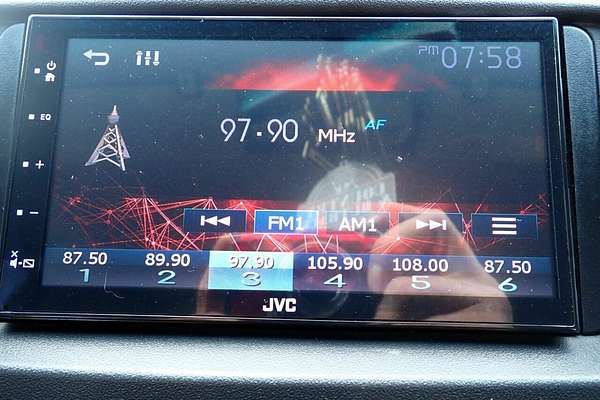 PM 07:58
97.90 MHz AF
EQ
+
FM1 AM1
−
87.50 89.90 97.90 105.90 108.00 87.50
1 2 3 4 5 6
JVC